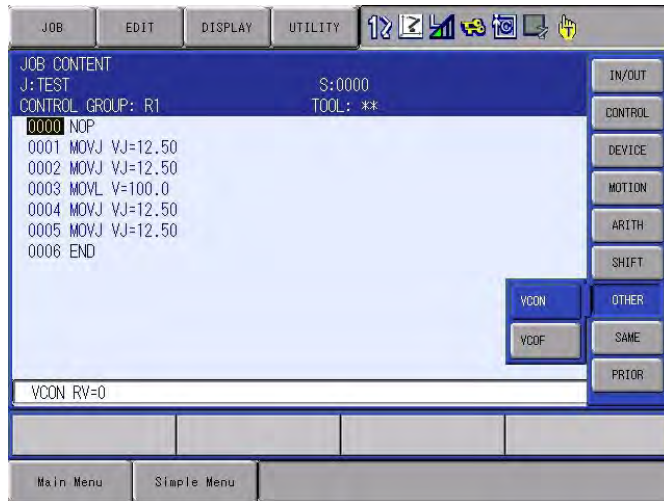 JOB EDIT DISPLAY UTILITY
JOB CONTENT
J:TEST S:0000
CONTROL GROUP: R1 TOOL: **
0000 NOP
0001 MOVJ VJ=12.50
0002 MOVJ VJ=12.50
0003 MOVL V=100.0
0004 MOVJ VJ=12.50
0005 MOVJ VJ=12.50
0006 END
IN/OUT
CONTROL
DEVICE
MOTION
ARITH
SHIFT
VCON OTHER
VCOF SAME
PRIOR
VCON RV=0
Main Menu Simple Menu